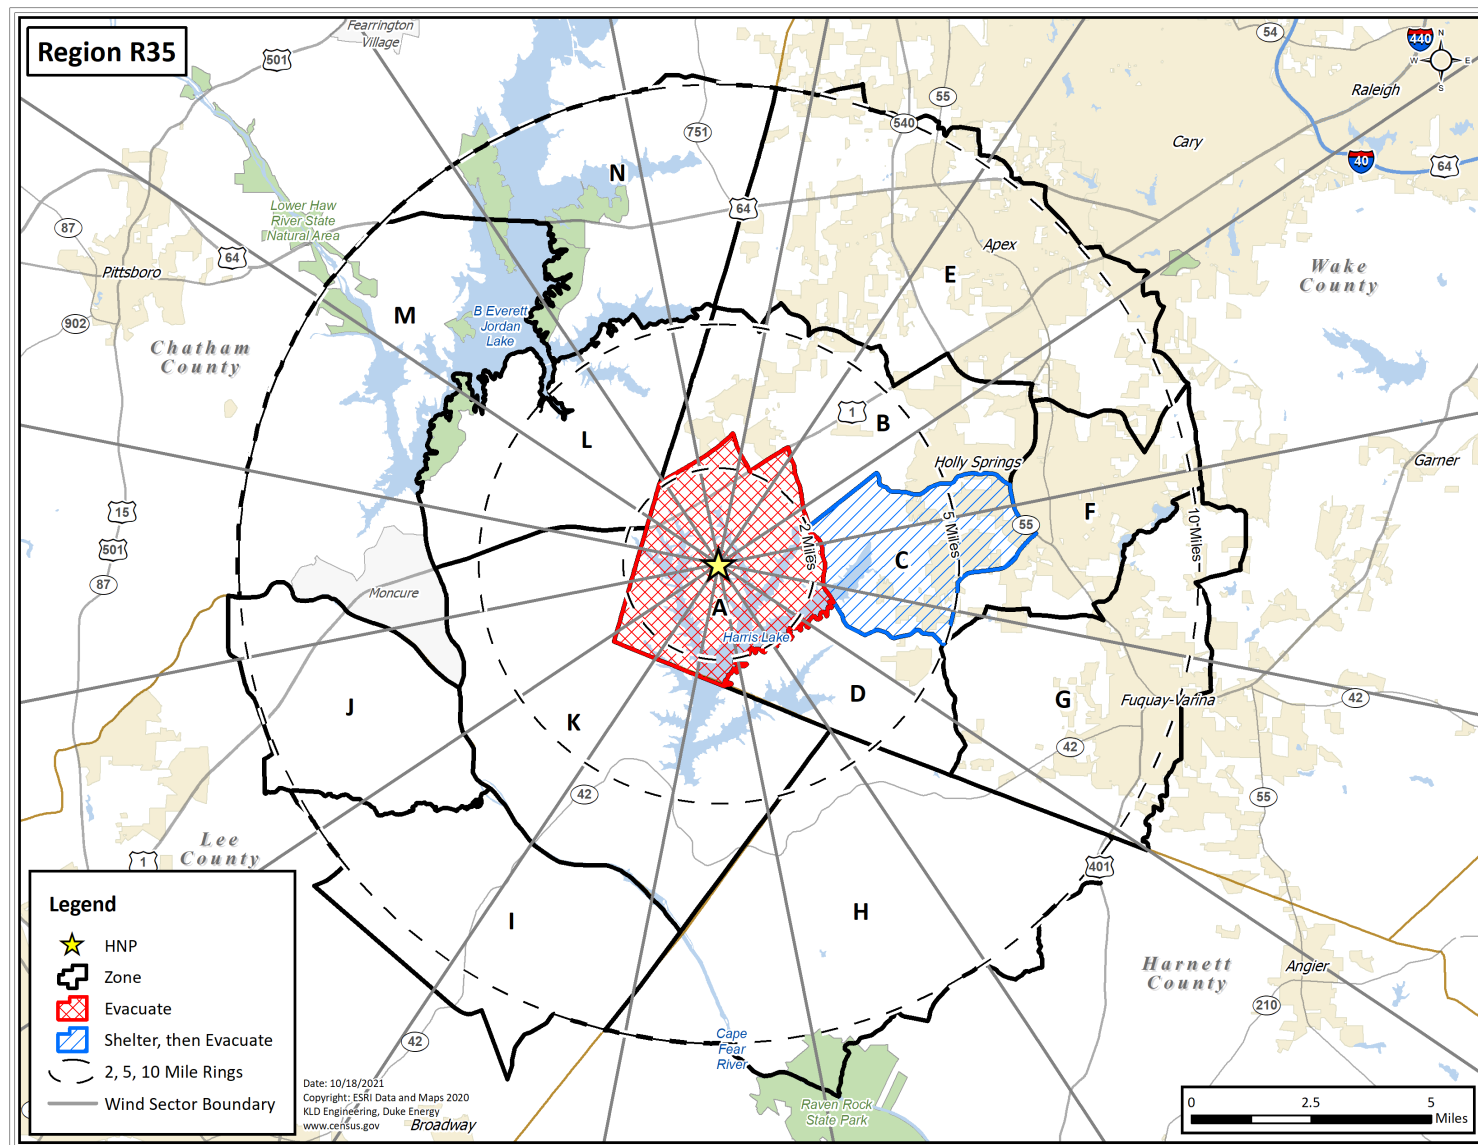 Region R35
Fearrington
Village
501
54
440
N
W
E
S
Raleigh
55
540
751
Cary
40
64
N
Lower Haw
River State
Natural Area
87
64
64
Pittsboro
Apex
E
Wake
County
M
B Everett
Jordan
Lake
902
Chatham
County
1
B
L
Holly Springs
Garner
15
501
87
55
F
5 Miles
10 Miles
2 Miles
C
Moncure
A
Harris Lake
J
K
D
G
Fuquay-Varina
42
42
42
55
Lee
County
1
401
I
H
Harnett
County
Angier
210
42
Cape
Fear
River
Raven Rock
State Park
Broadway
Legend
HNP
Zone
Evacuate
Shelter, then Evacuate
2, 5, 10 Mile Rings
Wind Sector Boundary
Date: 10/18/2021
Copyright: ESRI Data and Maps 2020
KLD Engineering, Duke Energy
www.census.gov
0
2.5
5
Miles